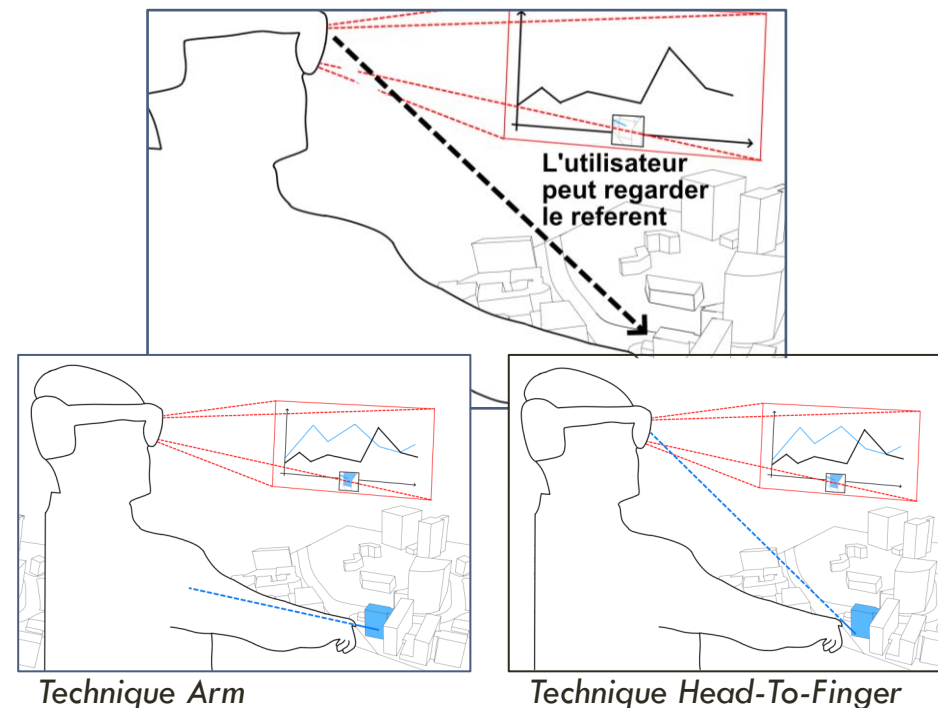 L'utilisateur
peut regarder
le referent
Technique Arm
Technique Head-To-Finger